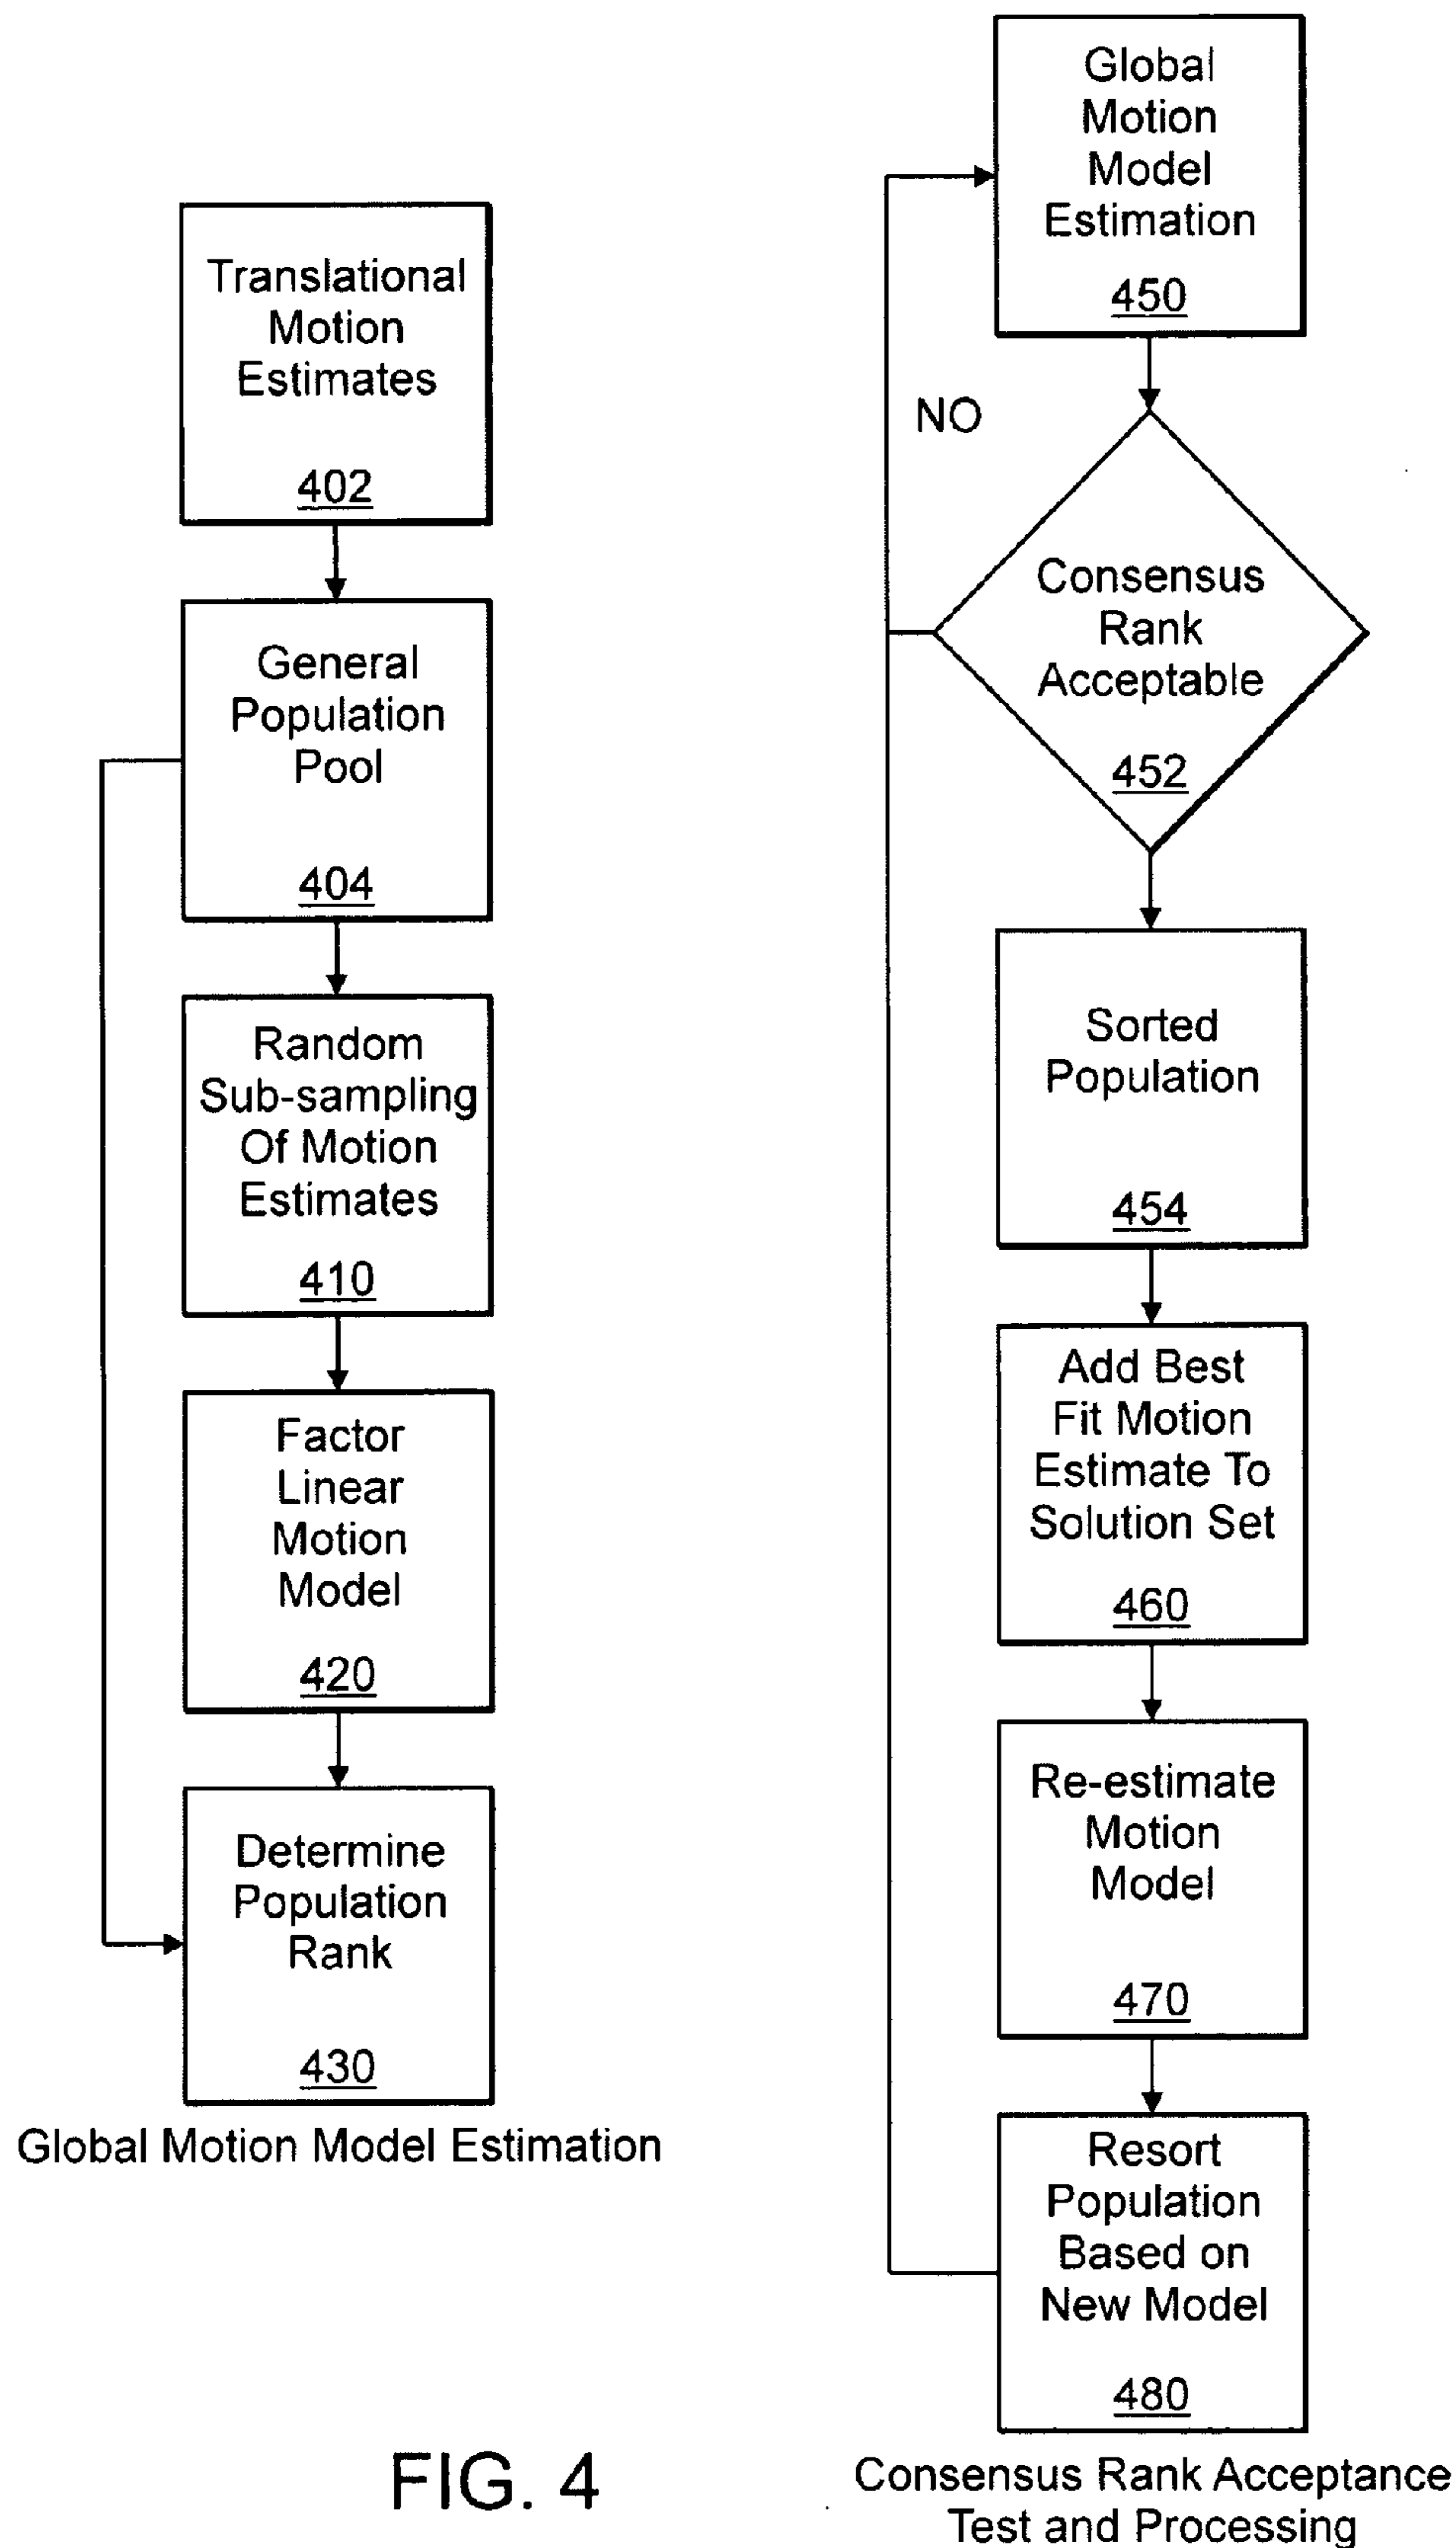 Translational
Motion
Estimates
402
General
Population
Pool
404
Random
Sub-sampling
Of Motion
Estimates
410
Factor
Linear
Motion
Model
420
Determine
Population
Rank
430
Global Motion Model Estimation
Global
Motion
Model
Estimation
450
NO
Consensus
Rank
Acceptable
452
Sorted
Population
454
Add Best
Fit Motion
Estimate To
Solution Set
460
Re-estimate
Motion
Model
470
Resort
Population
Based on
New Model
480
Consensus Rank Acceptance
Test and Processing
FIG. 4